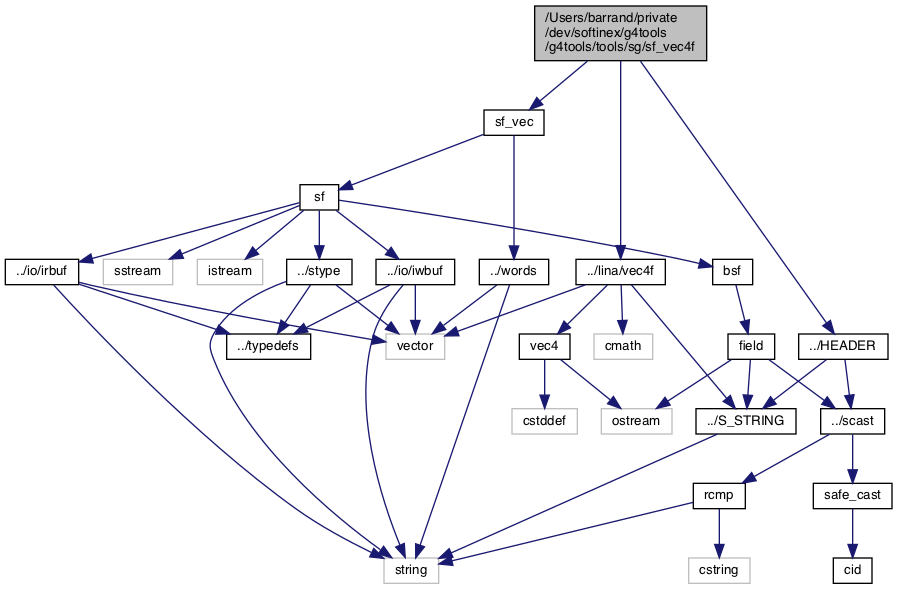 /Users/barrand/private
/dev/softinex/g4tools
/g4tools/tools/sg/sf_vec4f
sf_vec
sf
../io/irbuf
sstream
istream
../stype
../io/iwbuf
../words
../lina/vec4f
bsf
../typedefs
vector
vec4
cmath
field
../HEADER
cstddef
ostream
../S_STRING
../scast
rcmp
safe_cast
string
cstring
cid